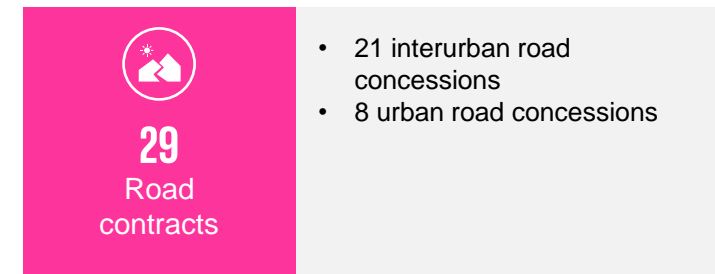 29
Road
contracts
• 21 interurban road
concessions
• 8 urban road concessions